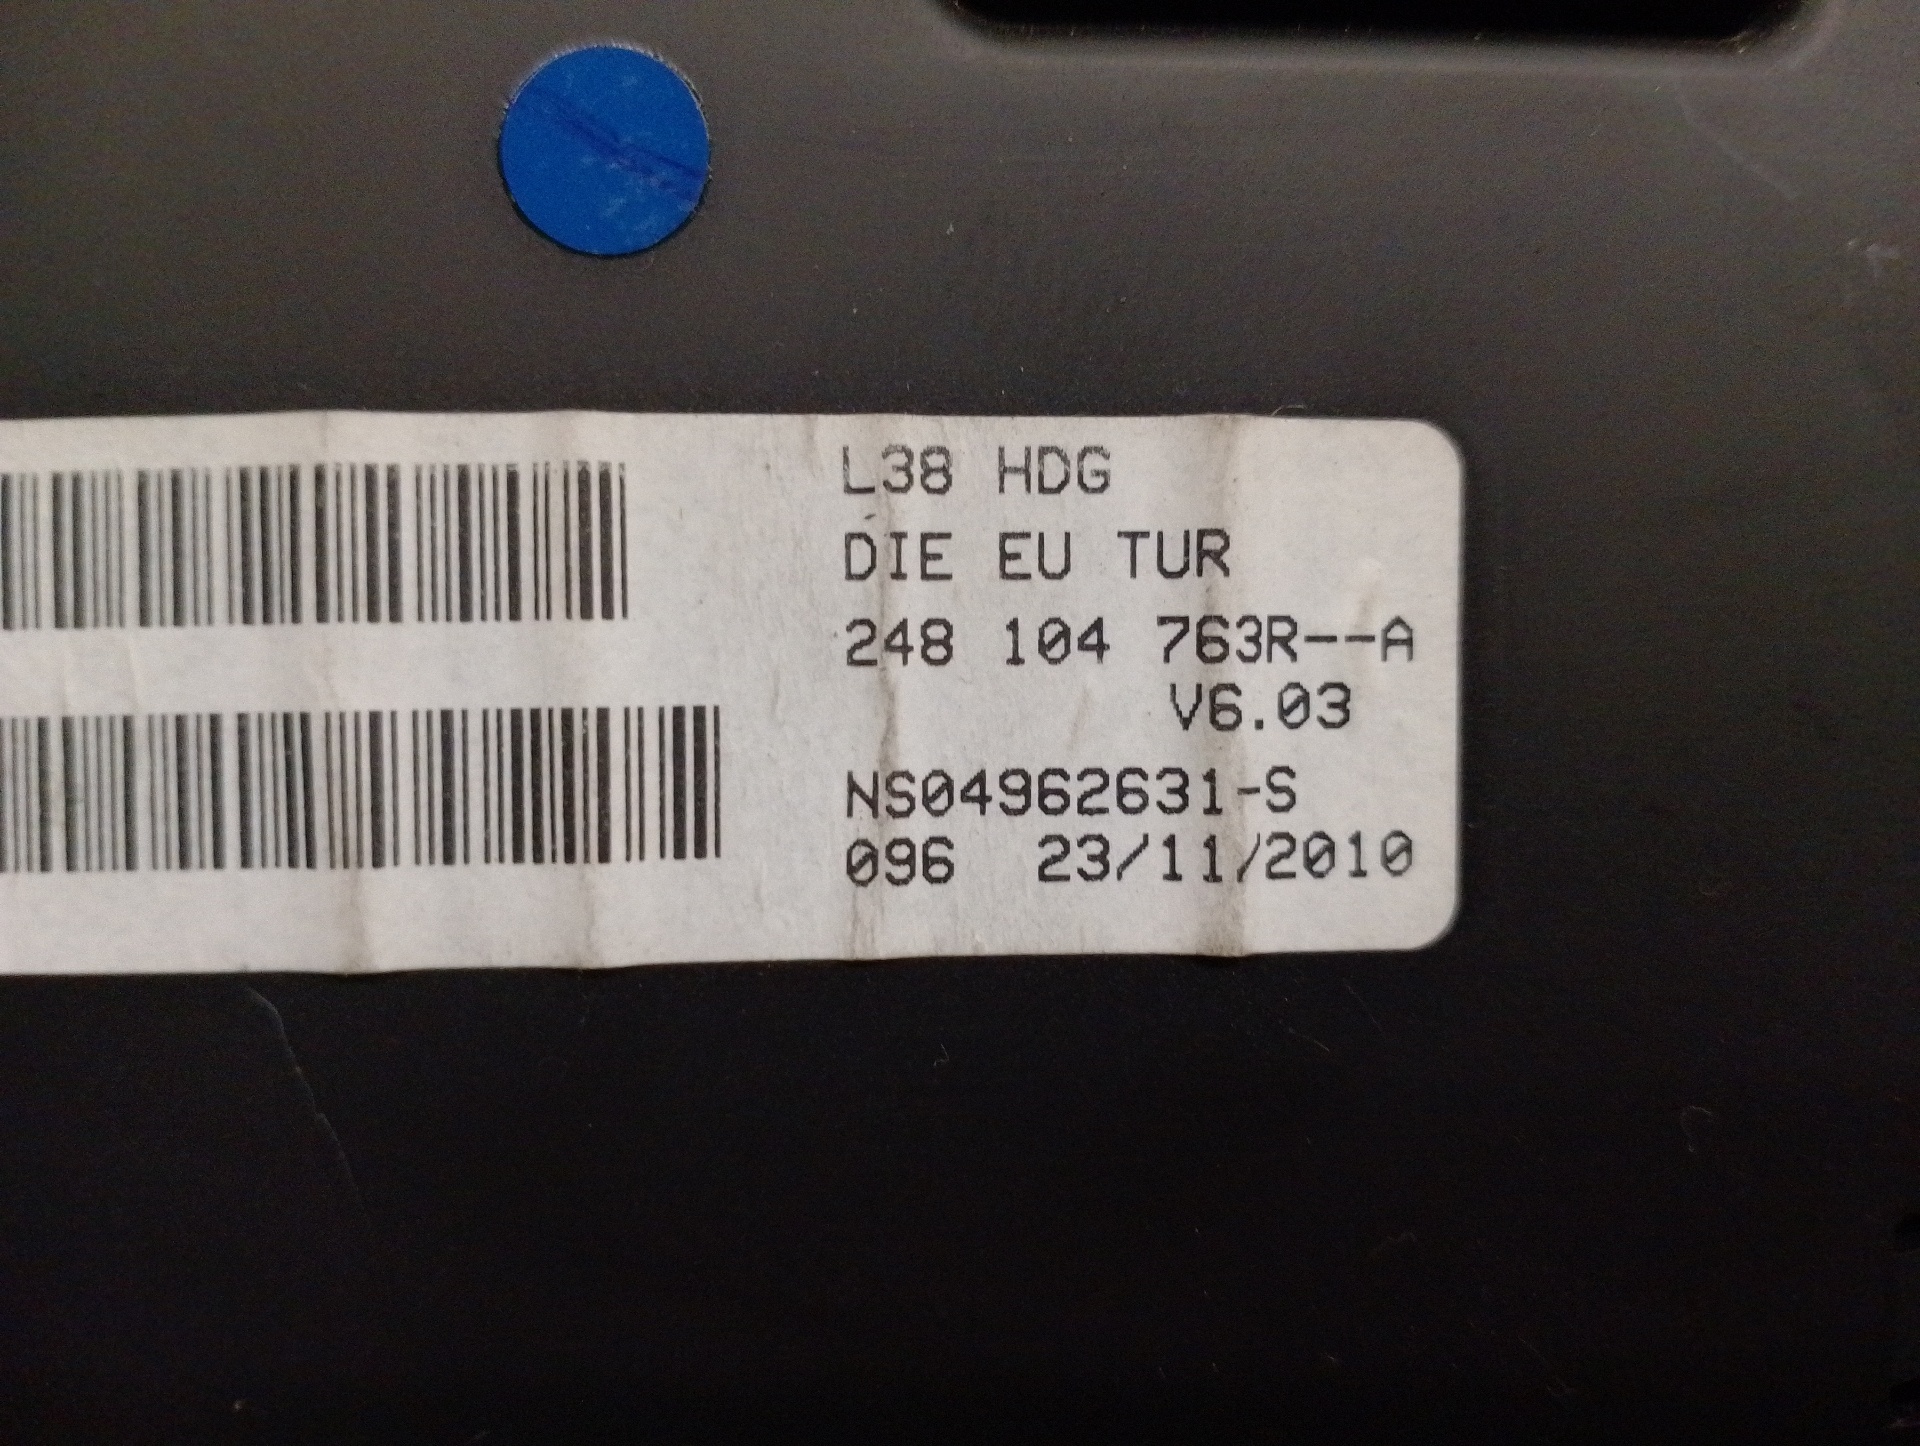 L38 HDG
DIE EU TUR
248 104 763R--A
V6.03
NS04962631-S
096 23/11/2010